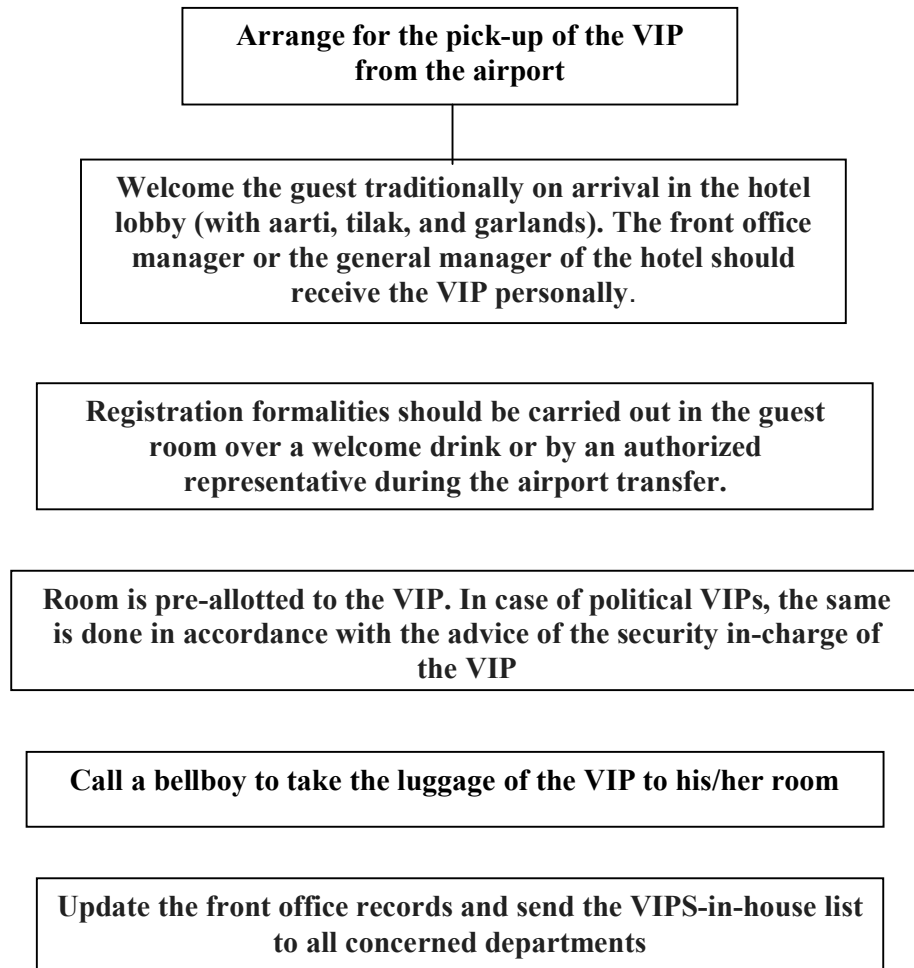 Arrange for the pick-up of the VIP
from the airport
Welcome the guest traditionally on arrival in the hotel
lobby (with aarti, tilak, and garlands). The front office
manager or the general manager of the hotel should
receive the VIP personally.
Registration formalities should be carried out in the guest
room over a welcome drink or by an authorized
representative during the airport transfer.
Room is pre-allotted to the VIP. In case of political VIPs, the same
is done in accordance with the advice of the security in-charge of
the VIP
Call a bellboy to take the luggage of the VIP to his/her room
Update the front office records and send the VIPS-in-house list
to all concerned departments